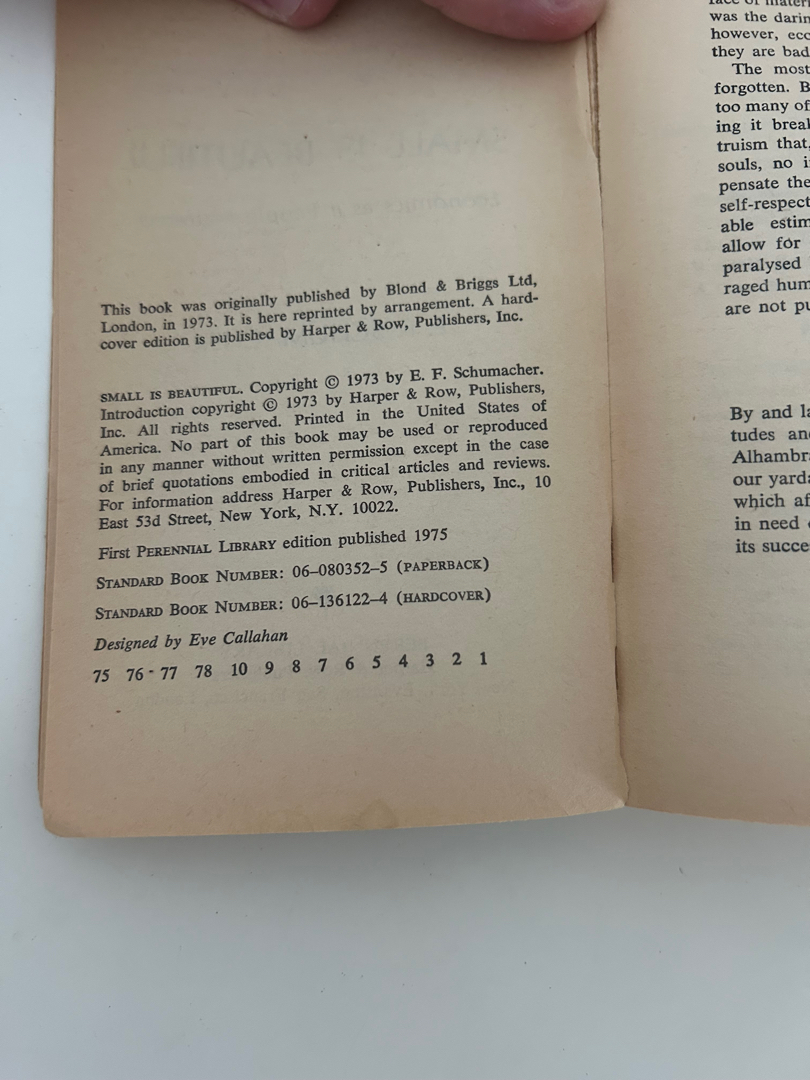 This book was originally published by Blond & Briggs Ltd,
London, in 1973. It is here reprinted by arrangement. A hard-
cover edition is published by Harper & Row, Publishers, Inc.
SMALL IS BEAUTIFUL. Copyright © 1973 by E. F. Schumacher.
Introduction copyright © 1973 by Harper & Row, Publishers,
Inc. All rights reserved. Printed in the United States of
America. No part of this book may be used or reproduced
in any manner without written permission except in the case
of brief quotations embodied in critical articles and reviews.
For information address Harper & Row, Publishers, Inc., 10
East 53d Street, New York, N.Y. 10022.
First PERENNIAL LIBRARY edition published 1975
STANDARD BOOK NUMBER: 06–080352–5 (PAPERBACK)
STANDARD BOOK NUMBER: 06–136122–4 (HARDCOVER)
Designed by Eve Callahan
75 76 77 78 10 9 8 7 6 5 4 3 2 1
was the darin
however, eco
they are bad
The most
forgotten. B
too many of
ing it brea
truism that,
souls, no i
pensate the
self-respect
able estim
allow for
paralysed
raged hum
are not pu
By and la
tudes and
Alhambra
our yards
which af
in need
its succe